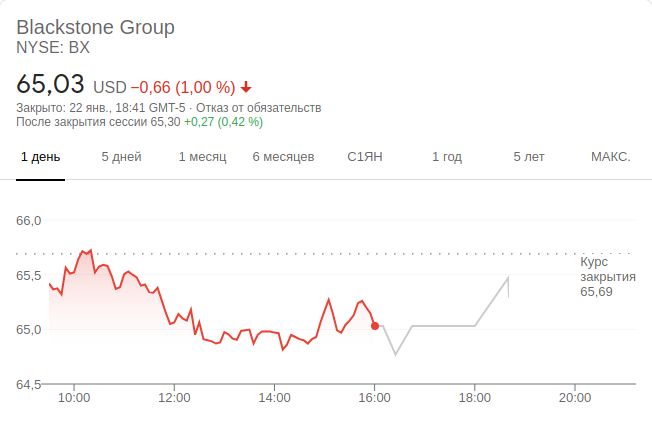 Blackstone Group
NYSE: BX
65,03 USD −0,66 (1,00 %)
Закрыто: 22 янв., 18:41 GMT-5 · Отказ от обязательств
После закрытия сессии 65,30 +0,27 (0,42 %)
1 день 5 дней 1 месяц 6 месяцев С1ЯН 1 год 5 лет МАКС.
66,0
Курс
закрытия
65,69
65,5
65,0
64,5
10:00 12:00 14:00 16:00 18:00 20:00